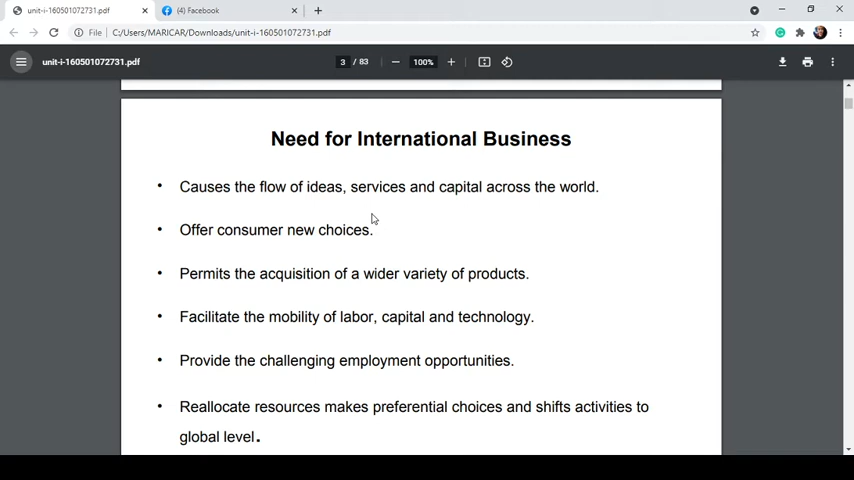 unit-i-160501072731.pdf
(4) Facebook
File
C:/Users/MARICAR/Downloads/unit-i-160501072731.pdf
unit-i-160501072731.pdf
3 / 83
100%
Need for International Business
• Causes the flow of ideas, services and capital across the world.
• Offer consumer new choices.
• Permits the acquisition of a wider variety of products.
• Facilitate the mobility of labor, capital and technology.
• Provide the challenging employment opportunities.
• Reallocate resources makes preferential choices and shifts activities to
global level.